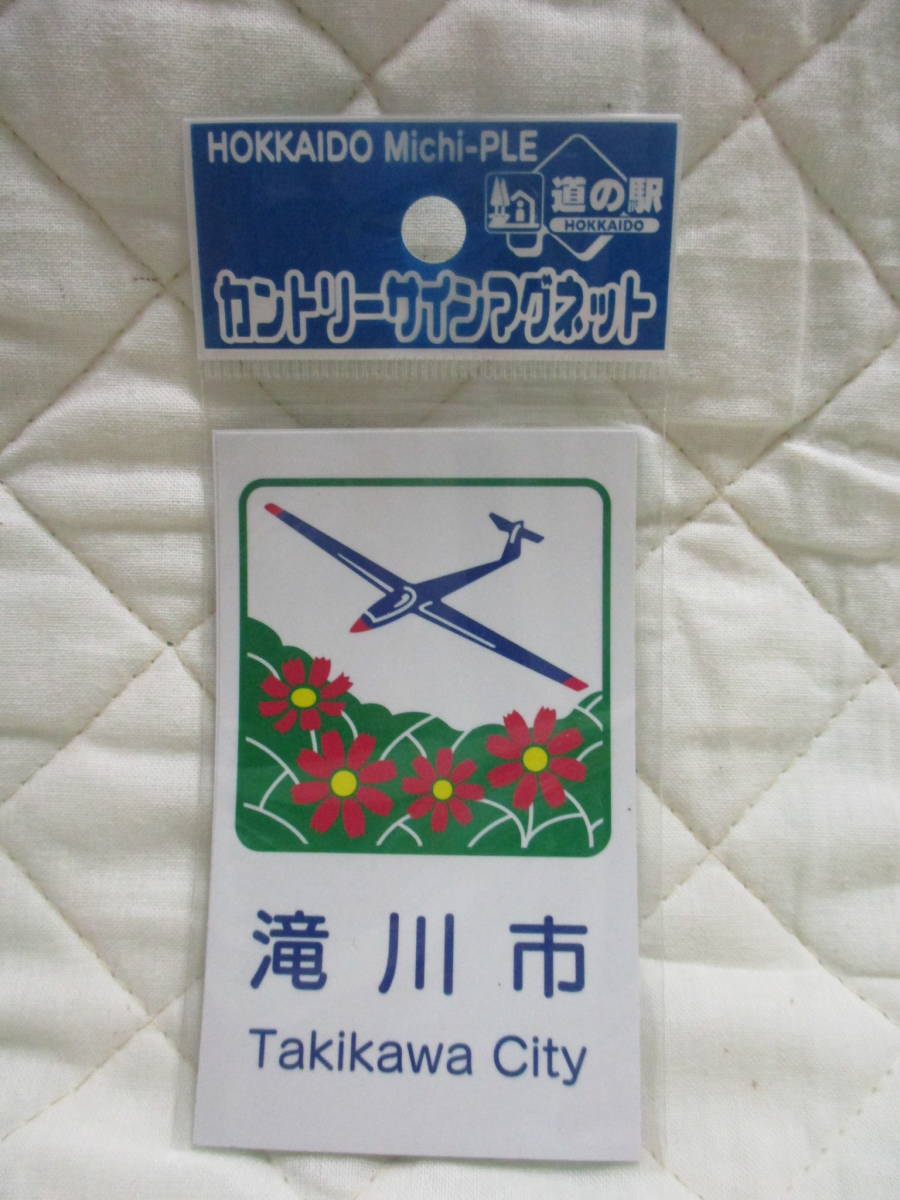 HOKKAIDO Michi-PLE
道の駅
HOKKAIDO
カントリーサインマグネット
滝川市
Takikawa City